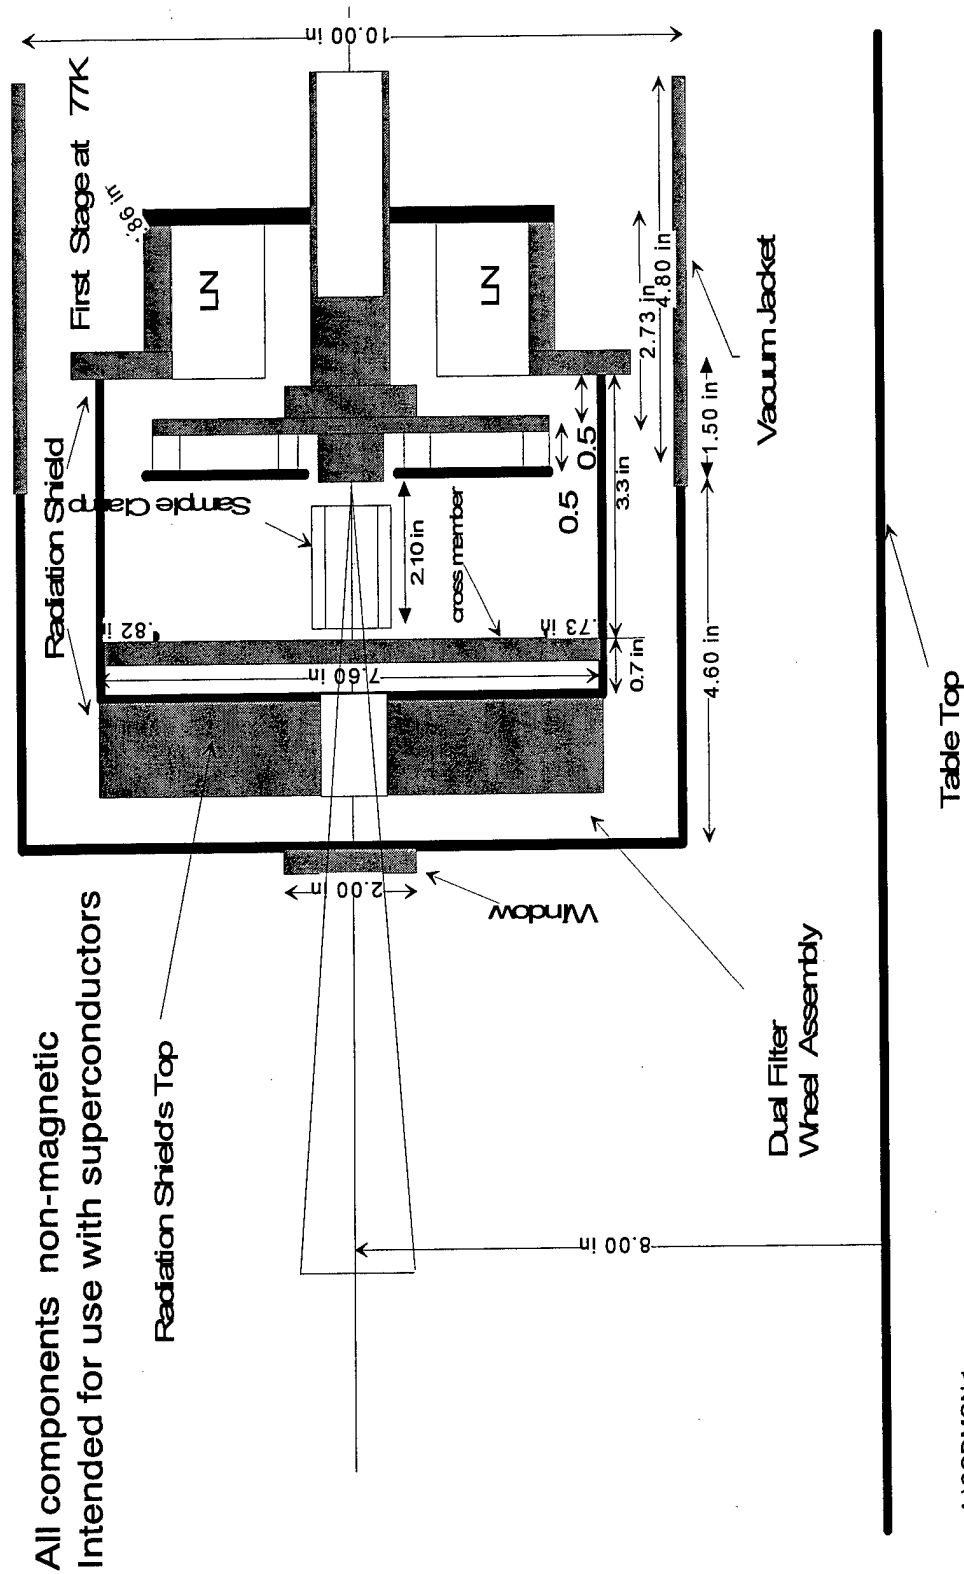 All components non-magnetic
Intended for use with superconductors
Radiation Shield's Top
Radiation Shield
First Stage at 77K
10.00 in
LN
LN
Sample Clamp
cross member
2.10 in
.82 in
.73 in
7.60 in
0.7 in
3.3 in
0.5
0.5
2.73 in
4.80 in
1.50 in
4.60 in
Vacuum Jacket
2.00 in
Window
Dual Filter
Wheel Assembly
8.00 in
Table Top